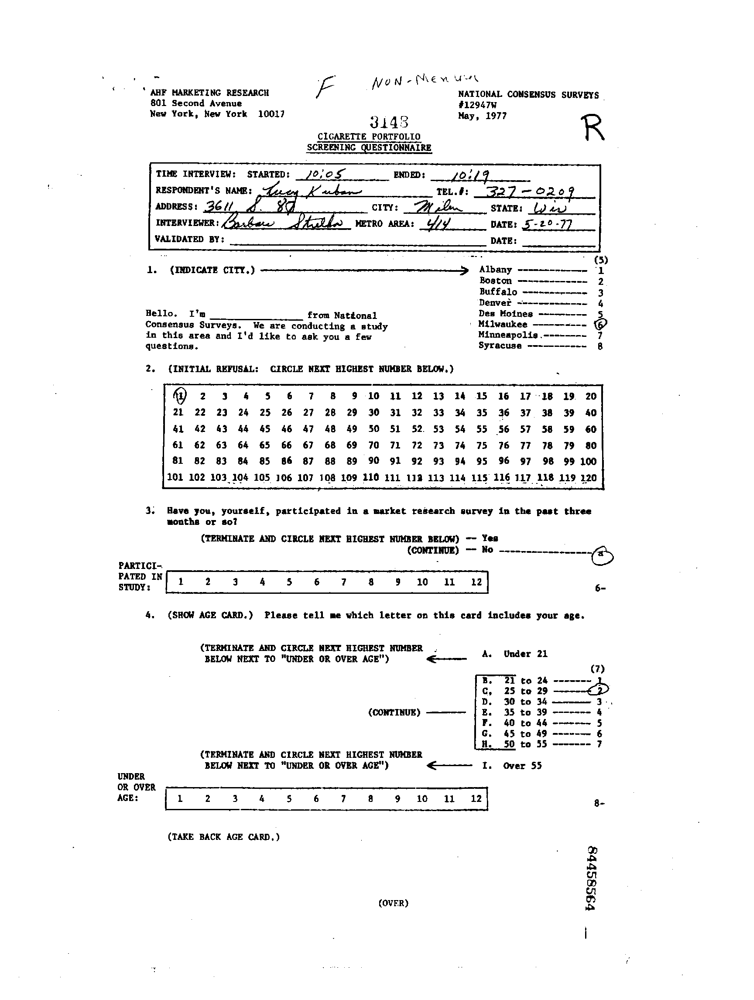 F NON-Menthol
AHF MARKETING RESEARCH
801 Second Avenue
New York, New York 10017
NATIONAL CONSENSUS SURVEYS
#12947W
May, 1977
R
3143
CIGARETTE PORTFOLIO
SCREENING QUESTIONNAIRE
TIME INTERVIEW: STARTED: 10:05 ENDED: 10:19
RESPONDENT'S NAME: Lucy Kuban TEL.#: 327-0209
ADDRESS: 3611 S. 80 CITY: Milw STATE: Wis
INTERVIEWER: METRO AREA: 414 DATE: 5-20-77
VALIDATED BY: DATE:
(5)
1. (INDICATE CITY.) Albany ---------- 1
Boston ---------- 2
Buffalo ---------- 3
Denver ---------- 4
Des Moines ---------- 5
Milwaukee ---------- 6
Minneapolis ---------- 7
Syracuse ---------- 8
Hello. I'm ____________ from National
Consensus Surveys. We are conducting a study
in this area and I'd like to ask you a few
questions.
2. (INITIAL REFUSAL: CIRCLE NEXT HIGHEST NUMBER BELOW.)
1 2 3 4 5 6 7 8 9 10 11 12 13 14 15 16 17 18 19 20
21 22 23 24 25 26 27 28 29 30 31 32 33 34 35 36 37 38 39 40
41 42 43 44 45 46 47 48 49 50 51 52 53 54 55 56 57 58 59 60
61 62 63 64 65 66 67 68 69 70 71 72 73 74 75 76 77 78 79 80
81 82 83 84 85 86 87 88 89 90 91 92 93 94 95 96 97 98 99 100
101 102 103 104 105 106 107 108 109 110 111 112 113 114 115 116 117 118 119 120
3. Have you, yourself, participated in a market research survey in the past three
months or so?
(TERMINATE AND CIRCLE NEXT HIGHEST NUMBER BELOW) -- Yes
(CONTINUE) -- No ----------
PARTICI-
PATED IN
STUDY: 1 2 3 4 5 6 7 8 9 10 11 12
6-
4. (SHOW AGE CARD.) Please tell me which letter on this card includes your age.
(TERMINATE AND CIRCLE NEXT HIGHEST NUMBER
BELOW NEXT TO "UNDER OR OVER AGE") A. Under 21
(7)
B. 21 to 24 ------- 1
C. 25 to 29 ------- 2
D. 30 to 34 ------- 3
(CONTINUE) E. 35 to 39 ------- 4
F. 40 to 44 ------- 5
G. 45 to 49 ------- 6
H. 50 to 55 ------- 7
(TERMINATE AND CIRCLE NEXT HIGHEST NUMBER
BELOW NEXT TO "UNDER OR OVER AGE") I. Over 55
UNDER
OR OVER
AGE: 1 2 3 4 5 6 7 8 9 10 11 12
8-
(TAKE BACK AGE CARD.)
(OVER)
84458564